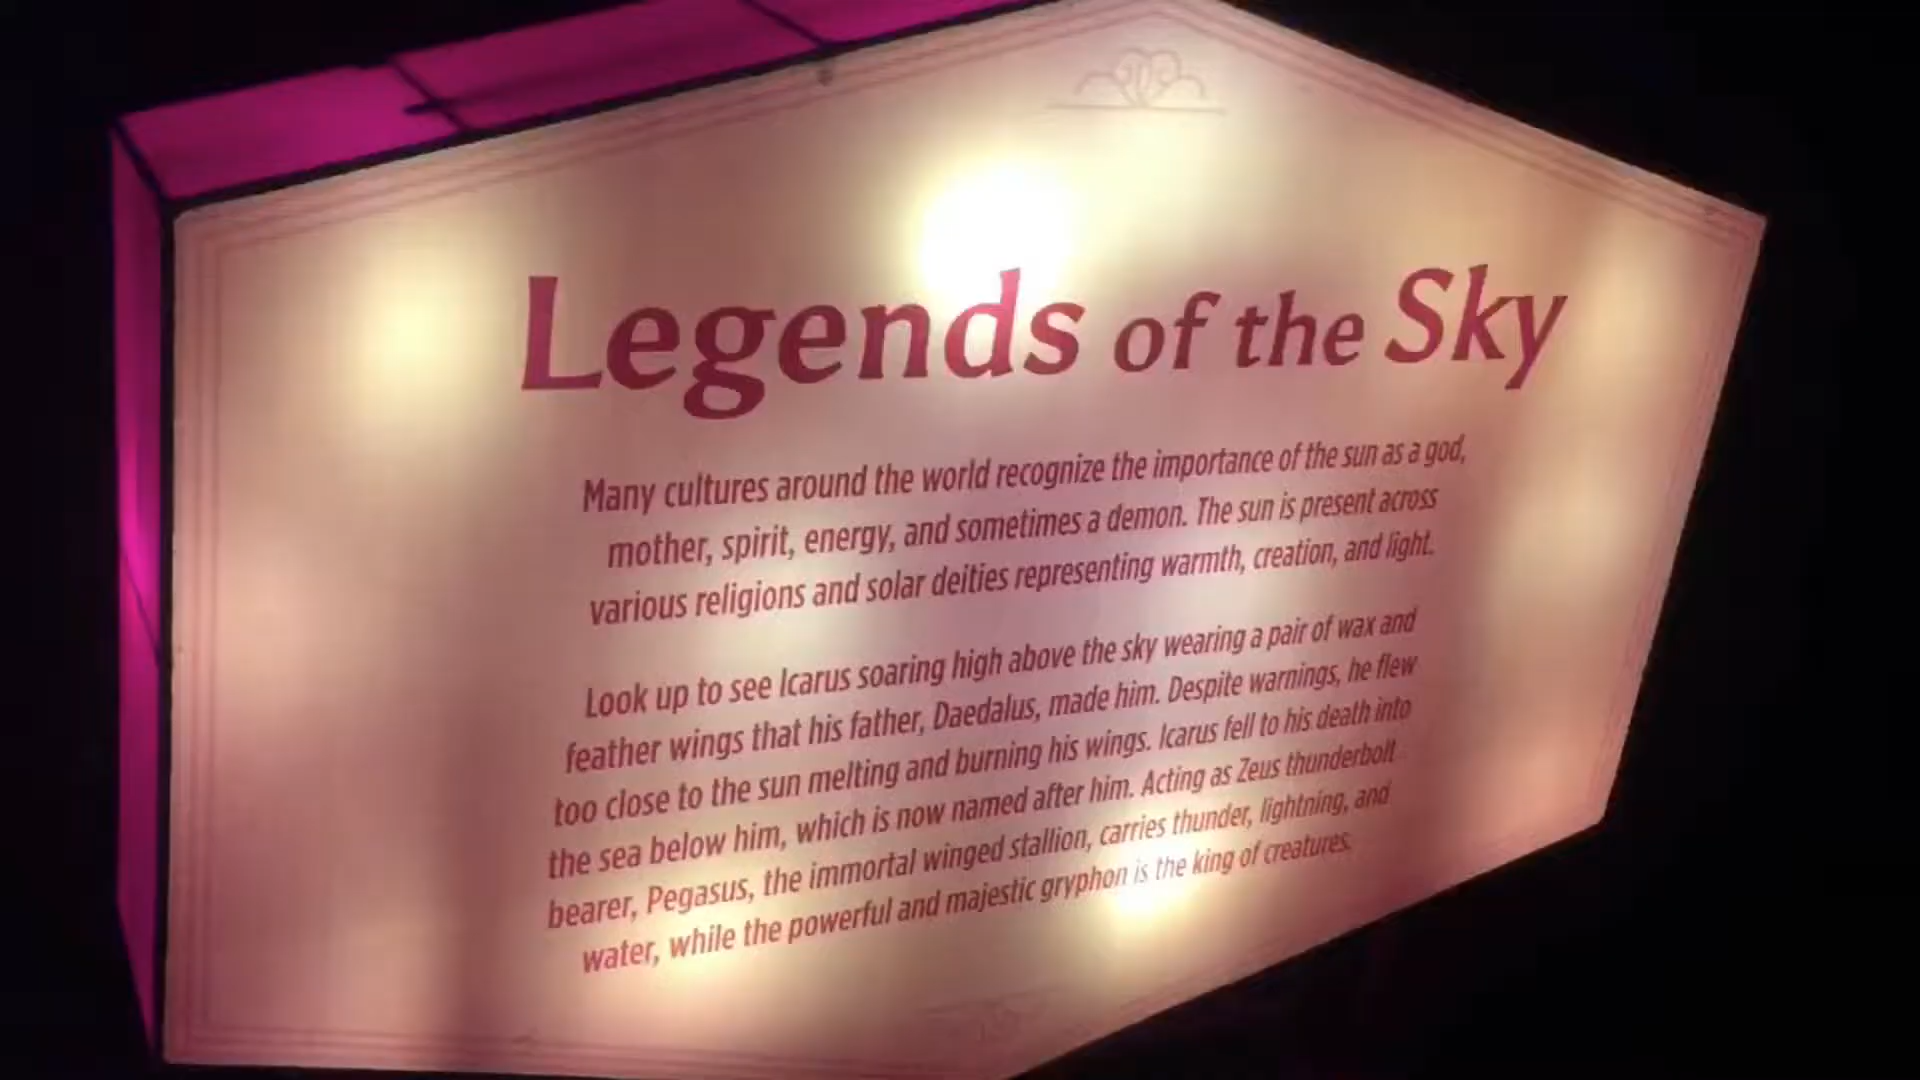 Legends of the Sky
Many cultures around the world recognize the importance of the sun as a god,
mother, spirit, energy, and sometimes a demon. The sun is present across
various religions and solar deities representing warmth, creation, and light.
Look up to see Icarus soaring high above the sky wearing a pair of wax and
feather wings that his father, Daedalus, made him. Despite warnings, he flew
too close to the sun melting and burning his wings. Icarus fell to his death into
the sea below him, which is now named after him. Acting as Zeus thunderbolt
bearer, Pegasus, the immortal winged stallion, carries thunder, lightning, and
water, while the powerful and majestic gryphon is the king of creatures.